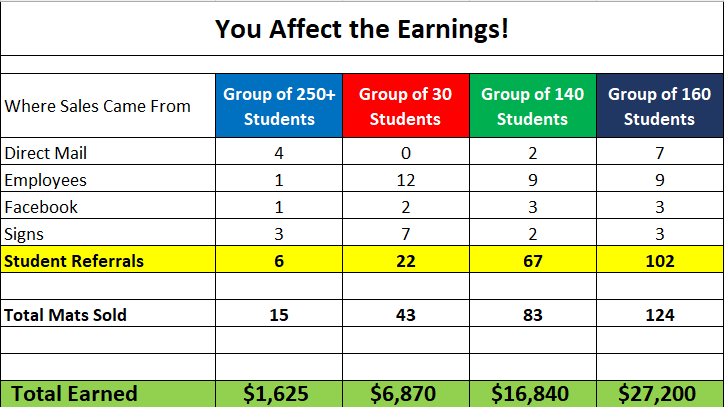 You Affect the Earnings!
Where Sales Came From Group of 250+ Students Group of 30 Students Group of 140 Students Group of 160 Students
Direct Mail 4 0 2 7
Employees 1 12 9 9
Facebook 1 2 3 3
Signs 3 7 2 3
Student Referrals 6 22 67 102
Total Mats Sold 15 43 83 124
Total Earned $1,625 $6,870 $16,840 $27,200